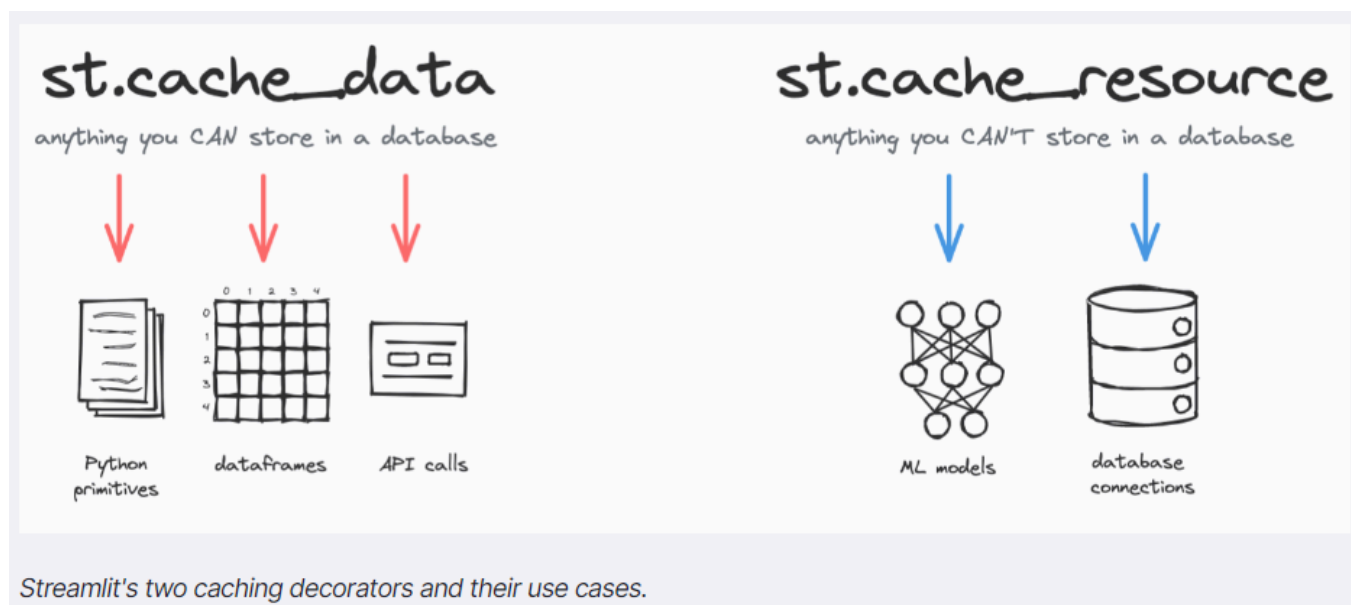 st.cache_data
anything you CAN store in a database
0 1 2 3 4
0
1
2
3
4
Python
primitives
dataframes
API calls
st.cache_resource
anything you CAN'T store in a database
ML models
database
connections
Streamlit's two caching decorators and their use cases.